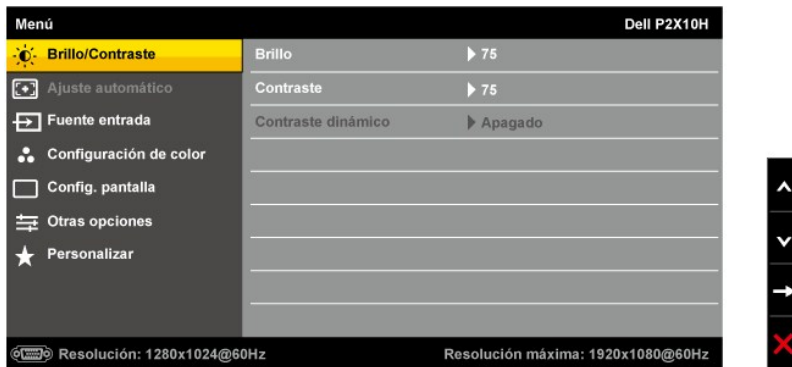 Menú Dell P2X10H
Brillo/Contraste
Brillo 75
Ajuste automático
Contraste 75
Fuente entrada
Contraste dinámico Apagado
Configuración de color
Config. pantalla
Otras opciones
Personalizar
Resolución: 1280x1024@60Hz Resolución máxima: 1920x1080@60Hz